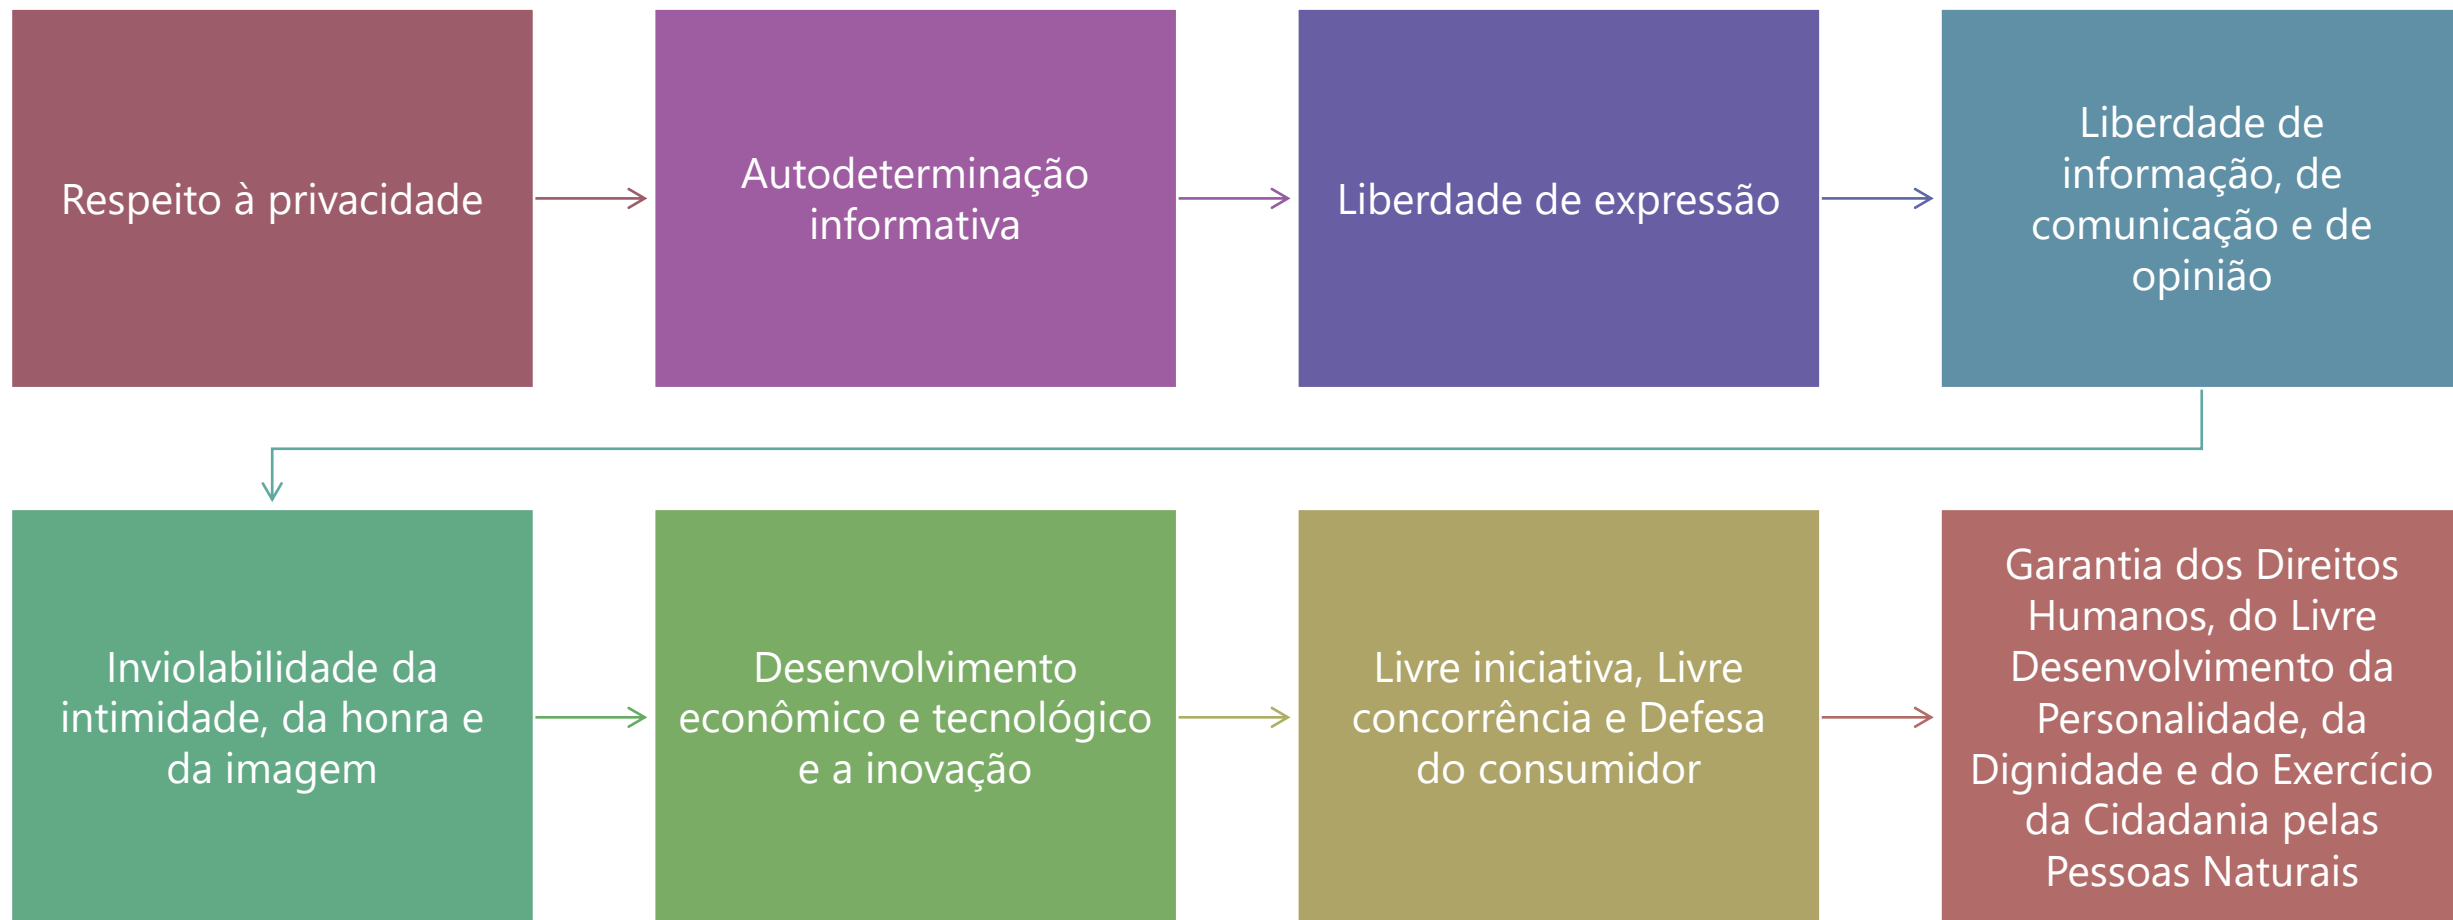 Respeito à privacidade
Autodeterminação
informativa
Liberdade de expressão
Liberdade de
informação, de
comunicação e de
opinião
Inviolabilidade da
intimidade, da honra e
da imagem
Desenvolvimento
econômico e tecnológico
e a inovação
Livre iniciativa, Livre
concorrência e Defesa
do consumidor
Garantia dos Direitos
Humanos, do Livre
Desenvolvimento da
Personalidade, da
Dignidade e do Exercício
da Cidadania pelas
Pessoas Naturais